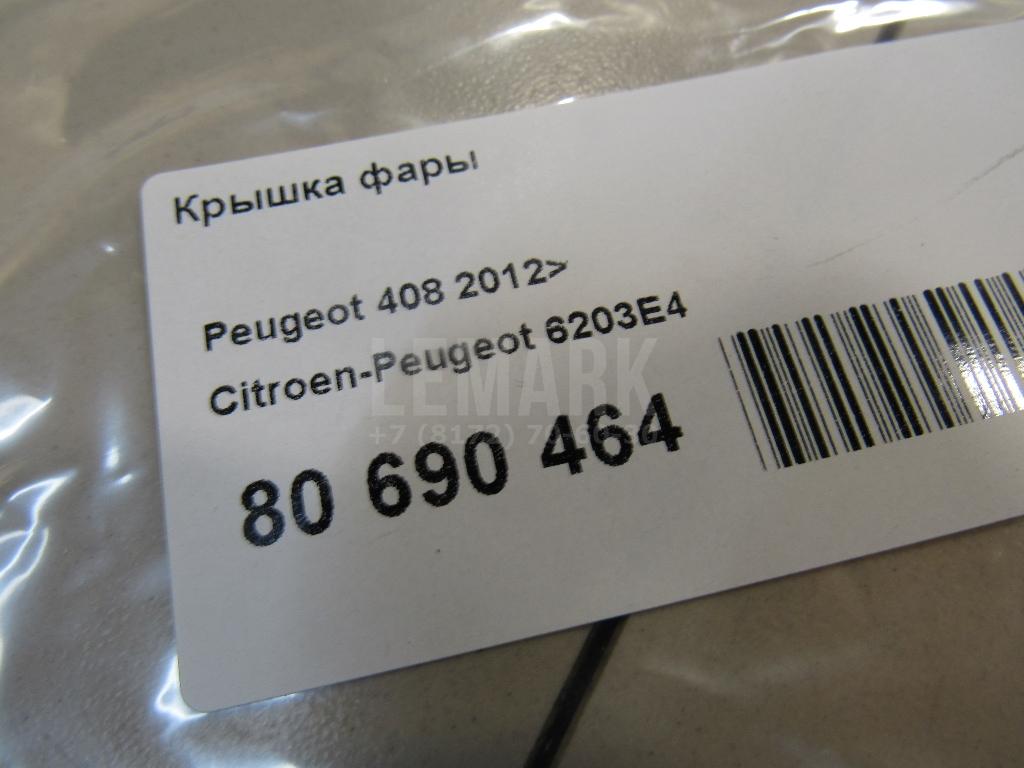 Крышка фары
Peugeot 408 2012>
Citroen-Peugeot 6203E4
LEMARK
80 690 464